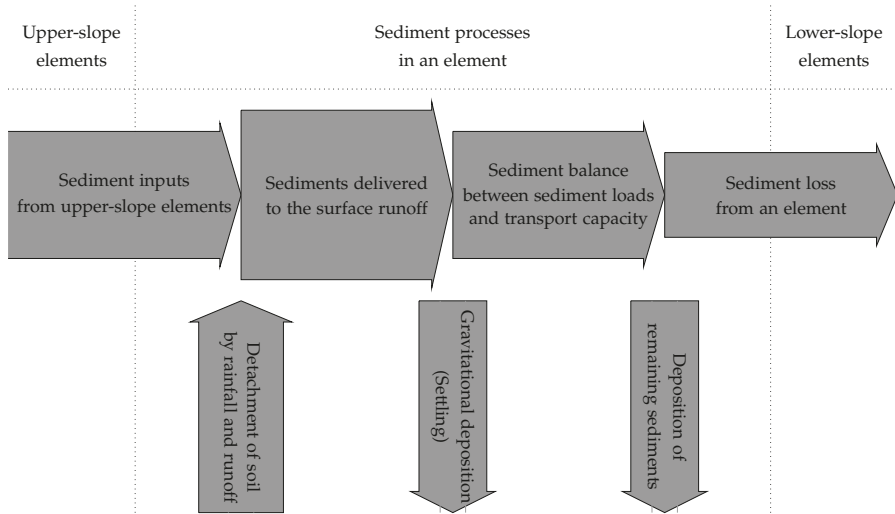 Upper-slope
elements
Sediment processes
in an element
Lower-slope
elements
Sediment inputs
from upper-slope elements
Sediments delivered
to the surface runoff
Sediment balance
between sediment loads
and transport capacity
Sediment loss
from an element
Detachment of soil
by rainfall and runoff
Gravitational deposition
(Settling)
Deposition of
remaining sediments